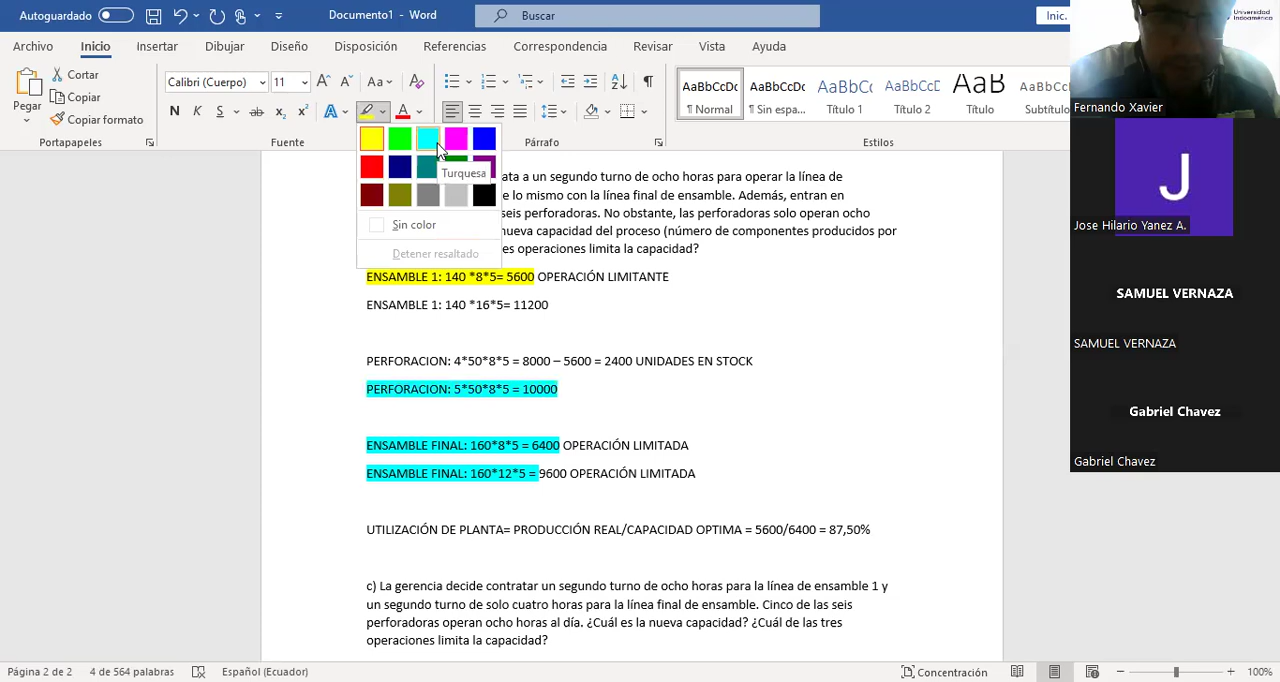 Autoguardado
Documento1 - Word
Buscar
Inic.
Universidad
Indoamérica
Archivo Inicio Insertar Dibujar Diseño Disposición Referencias Correspondencia Revisar Vista Ayuda
Pegar
Cortar
Copiar
Copiar formato
Portapapeles
Calibri (Cuerpo) 11
Aa
N K S ab x₂ x² A A
Fuente
Párrafo
AaBbCcDc AaBbCcDc AaBbCc AaBbCcD AaB AaBbCcD
¶ Normal ¶ Sin espa... Título 1 Título 2 Título Subtítulo
Estilos
Turquesa
Sin color
Detener resaltado
ata a un segundo turno de ocho horas para operar la línea de
e lo mismo con la línea final de ensamble. Además, entran en
seis perforadoras. No obstante, las perforadoras solo operan ocho
nueva capacidad del proceso (número de componentes producidos por
es operaciones limita la capacidad?
ENSAMBLE 1: 140 *8*5= 5600 OPERACIÓN LIMITANTE
ENSAMBLE 1: 140 *16*5= 11200
PERFORACION: 4*50*8*5 = 8000 – 5600 = 2400 UNIDADES EN STOCK
PERFORACION: 5*50*8*5 = 10000
ENSAMBLE FINAL: 160*8*5 = 6400 OPERACIÓN LIMITADA
ENSAMBLE FINAL: 160*12*5 = 9600 OPERACIÓN LIMITADA
UTILIZACIÓN DE PLANTA= PRODUCCIÓN REAL/CAPACIDAD OPTIMA = 5600/6400 = 87,50%
c) La gerencia decide contratar un segundo turno de ocho horas para la línea de ensamble 1 y
un segundo turno de solo cuatro horas para la línea final de ensamble. Cinco de las seis
perforadoras operan ocho horas al día. ¿Cuál es la nueva capacidad? ¿Cuál de las tres
operaciones limita la capacidad?
Fernando Xavier
J
Jose Hilario Yanez A.
SAMUEL VERNAZA
SAMUEL VERNAZA
Gabriel Chavez
Gabriel Chavez
Página 2 de 2 4 de 564 palabras Español (Ecuador) Concentración 100%